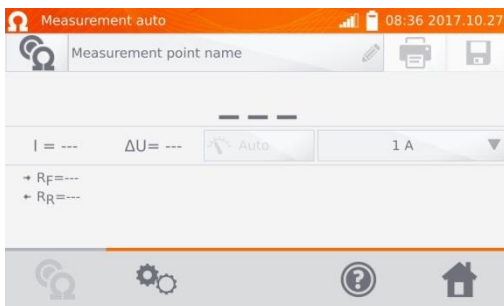 Measurement auto 08:36 2017.10.27
Measurement point name
---
I = --- ΔU= --- Auto 1 A
→ RF=---
← RR=---